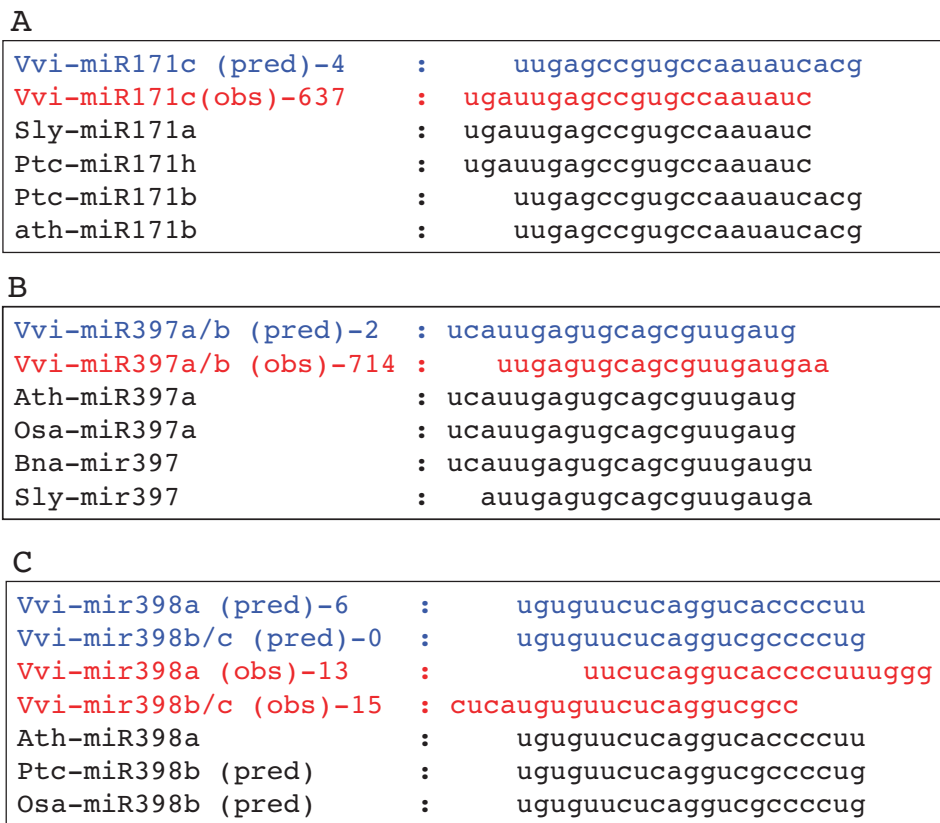 A
Vvi-miR171c (pred)-4 : uugagccgugccaauaucacg
Vvi-miR171c(obs)-637 : ugauugagccgugccaauauc
Sly-miR171a : ugauugagccgugccaauauc
Ptc-miR171h : ugauugagccgugccaauauc
Ptc-miR171b : uugagccgugccaauaucacg
ath-miR171b : uugagccgugccaauaucacg
B
Vvi-miR397a/b (pred)-2 : ucauugagugcagcguugaug
Vvi-miR397a/b (obs)-714 : uugagugcagcguugaugaa
Ath-miR397a : ucauugagugcagcguugaug
Osa-miR397a : ucauugagugcagcguugaug
Bna-mir397 : ucauugagugcagcguugaugu
Sly-mir397 : auugagugcagcguugauga
C
Vvi-mir398a (pred)-6 : uguguucucaggucaccccuu
Vvi-mir398b/c (pred)-0 : uguguucucaggucgccccug
Vvi-mir398a (obs)-13 : uucucaggucaccccuuuggg
Vvi-mir398b/c (obs)-15 : cucauguguucucaggucgcc
Ath-miR398a : uguguucucaggucaccccuu
Ptc-miR398b (pred) : uguguucucaggucgccccug
Osa-miR398b (pred) : uguguucucaggucgccccug